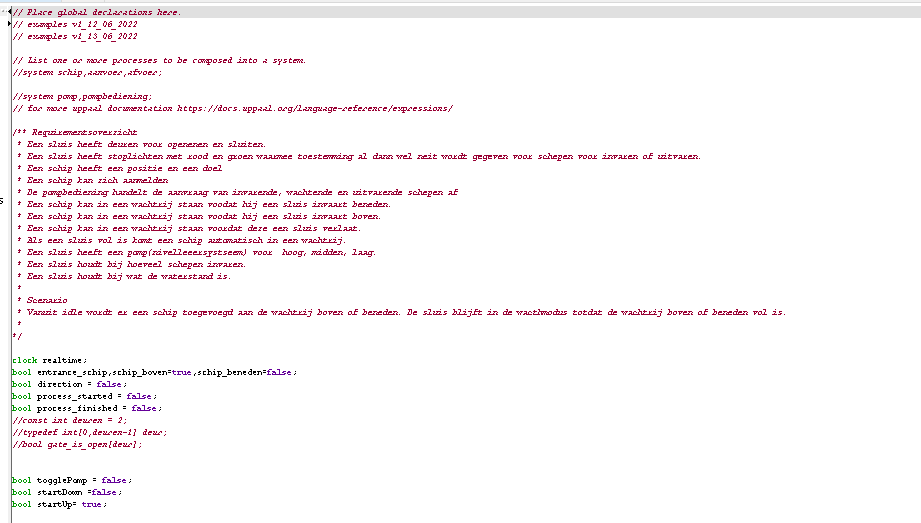 // Place global declarations here.
// examples v1_12_06_2022
// examples v1_13_06_2022
// List one or more processes to be composed into a system.
//system schip,aanvoer,afvoer;
//system pomp,pompbediening;
// for more uppaal documentation https://docs.uppaal.org/language-reference/expressions/
/** Requirementsoverzicht
* Een sluis heeft deuren voor openenen en sluiten.
* Een sluis heeft stoplichten met rood en groen waarmee toestemming al dann wel neit wordt gegeven voor schepen voor invaren of uitvaren.
* Een schip heeft een positie en een doel
* Een schip kan zich aanmelden
* De pompbediening handelt de aanvraag van invarende, wachtende en uitvarende schepen af
* Een schip kan in een wachtrij staan voodat hij een sluis invaart beneden.
* Een schip kan in een wachtrij staan voodat hij een sluis invaart boven.
* Een schip kan in een wachtrij staan voordat deze een sluis verlaat.
* Als een sluis vol is komt een schip automatisch in een wachtrij.
* Een sluis heeft een pomp(nivelleeersystseem) voor  hoog, midden, laag.
* Een sluis houdt bij hoeveel schepen invaren.
* Een sluis houdt bij wat de waterstand is.
*
* Scenario
* Vanuit idle wordt er een schip toegevoegd aan de wachtrij boven of beneden. De sluis blijft in de wacthmodus totdat de wachtrij boven of beneden vol is.
*
*/
clock realtime;
bool entrance_schip,schip_boven=true,schip_beneden=false;
bool direction = false;
bool process_started = false;
bool process_finished = false;
//const int deuren = 2;
//typedef int[0,deuren-1] deur;
//bool gate_is_open[deur];
bool togglePomp = false;
bool startDown =false;
bool startUp= true;
s